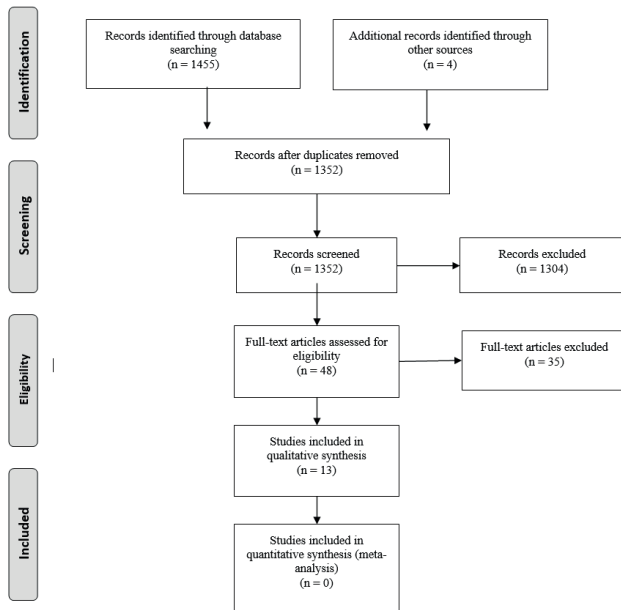 Identification
Records identified through database
searching
(n = 1455)
Additional records identified through
other sources
(n = 4)
Records after duplicates removed
(n = 1352)
Screening
Records screened
(n = 1352)
Records excluded
(n = 1304)
Eligibility
Full-text articles assessed for
eligibility
(n = 48)
Full-text articles excluded
(n = 35)
Studies included in
qualitative synthesis
(n = 13)
Included
Studies included in
quantitative synthesis (meta-
analysis)
(n = 0)